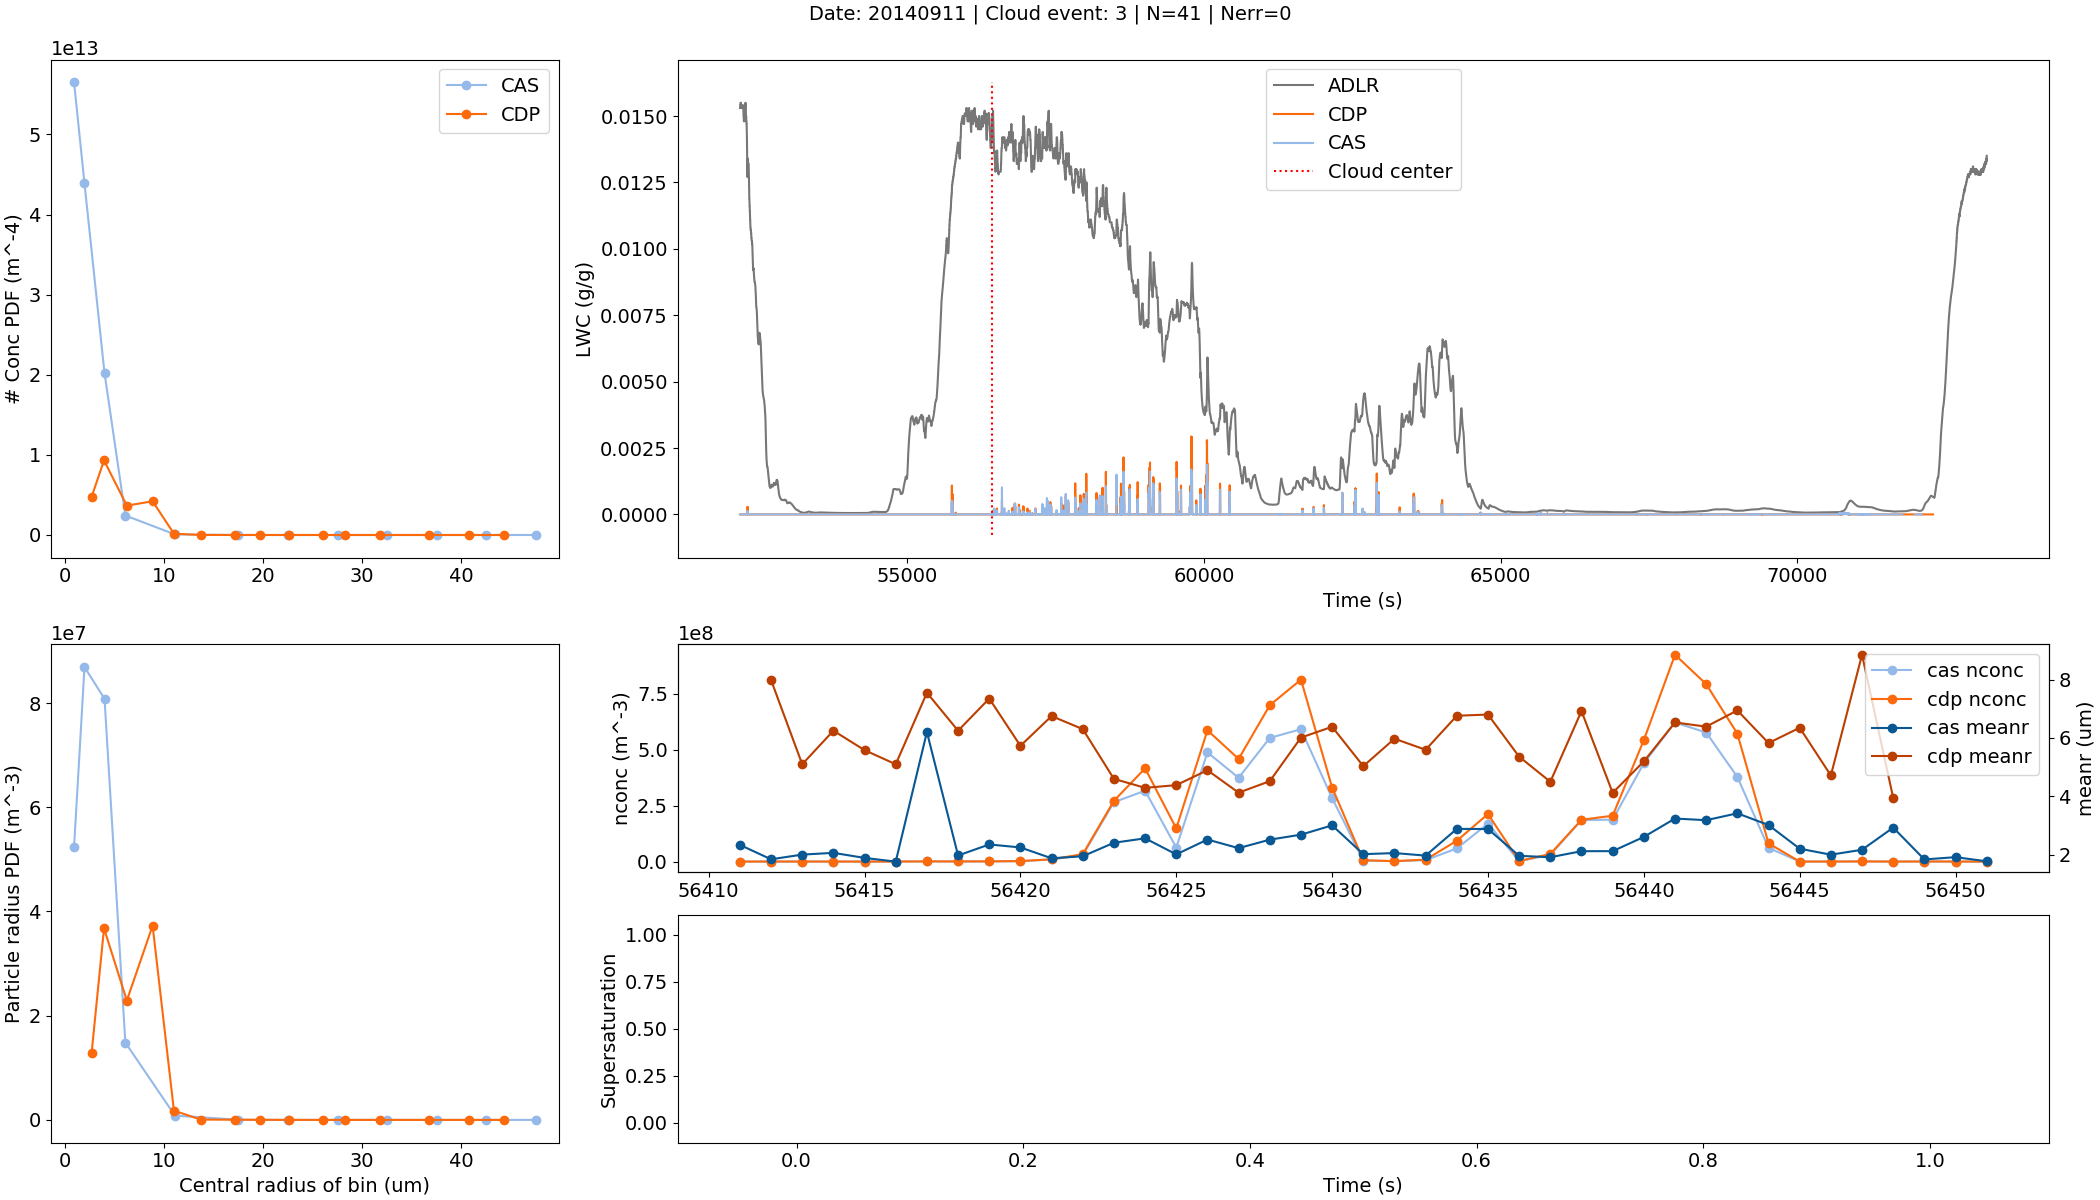 Date: 20140911 | Cloud event: 3 | N=41 | Nerr=0
1e13
# Conc PDF (m^-4)
5
4
3
2
1
0
0 10 20 30 40
CAS
CDP
LWC (g/g)
0.0150
0.0125
0.0100
0.0075
0.0050
0.0025
0.0000
55000 60000 65000 70000
Time (s)
ADLR
CDP
CAS
Cloud center
1e7
Particle radius PDF (m^-3)
8
6
4
2
0
0 10 20 30 40
Central radius of bin (um)
1e8
nconc (m^-3)
7.5
5.0
2.5
0.0
56410 56415 56420 56425 56430 56435 56440 56445 56450
cas nconc
cdp nconc
cas meanr
cdp meanr
8
6
4
2
meanr (um)
Supersaturation
1.00
0.75
0.50
0.25
0.00
0.0 0.2 0.4 0.6 0.8 1.0
Time (s)